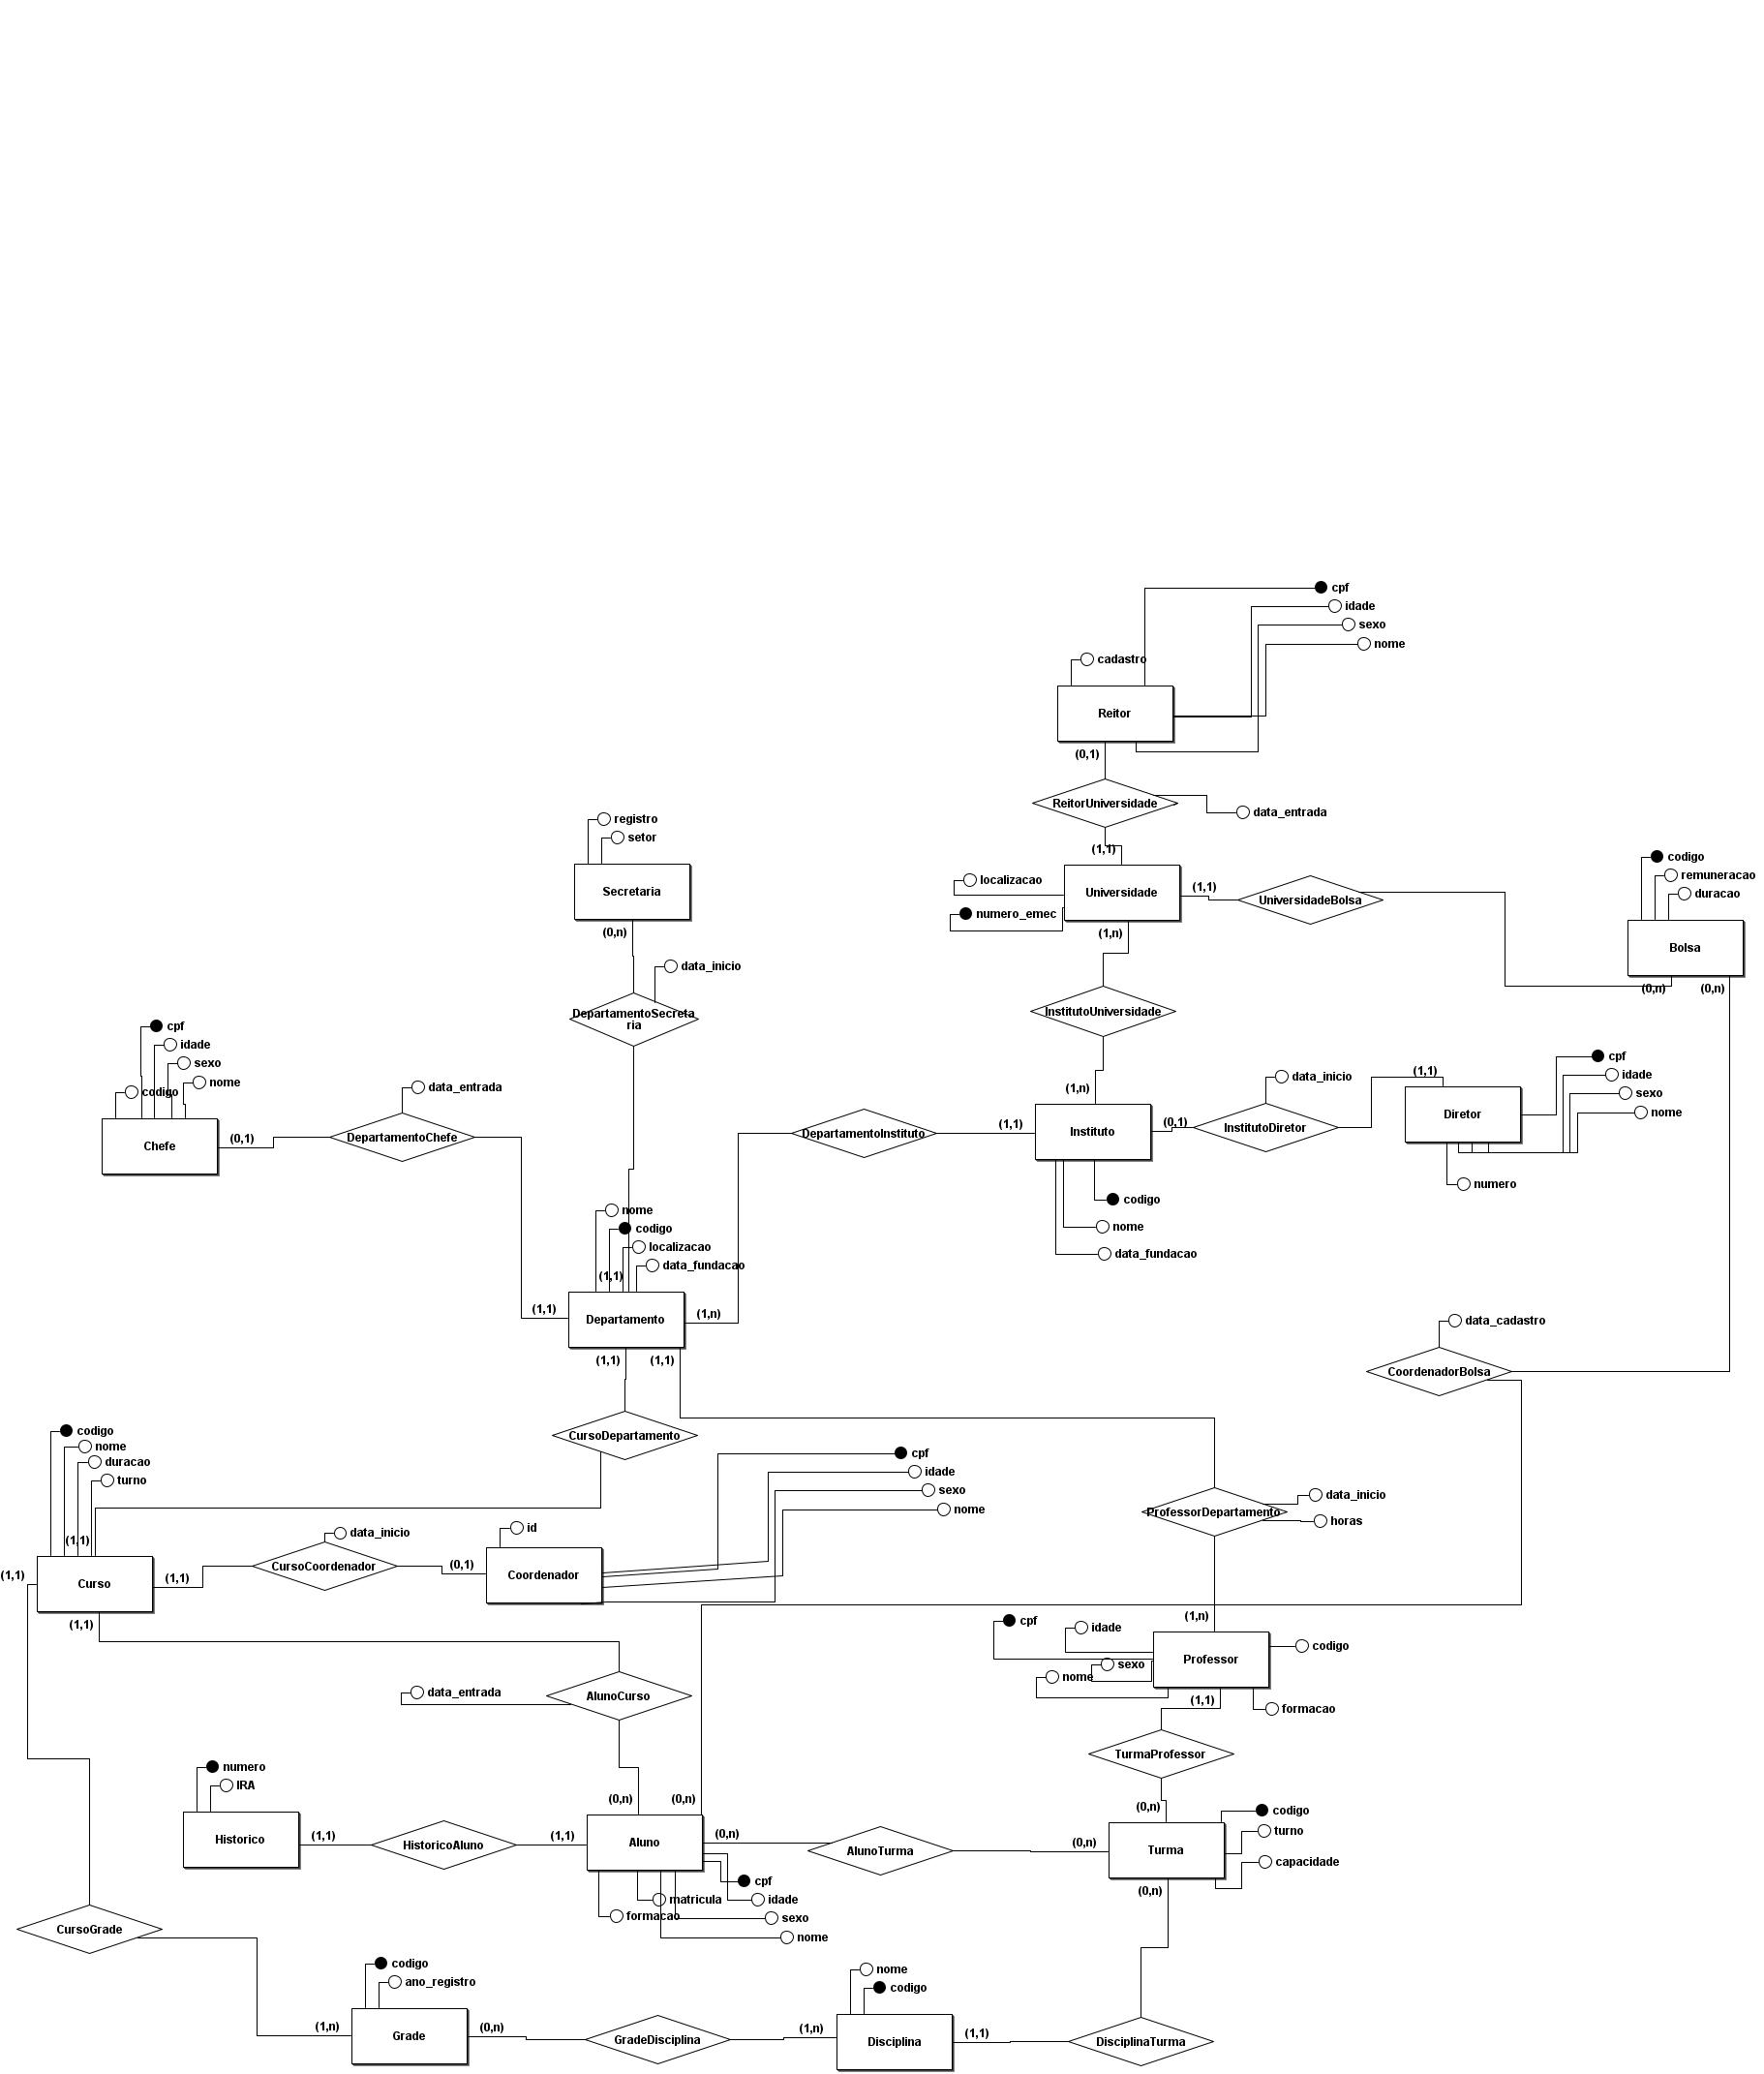 cpf
idade
sexo
nome
cadastro
Reitor
(0,1)
ReitorUniversidade
data_entrada
(1,1)
registro
setor
Secretaria
(0,n)
localizacao
numero_emec
Universidade
(1,1)
(1,n)
UniversidadeBolsa
codigo
remuneracao
duracao
Bolsa
(0,n)
(0,n)
data_inicio
DepartamentoSecreta
ria
InstitutoUniversidade
(1,n)
cpf
idade
sexo
nome
codigo
Chefe
(0,1)
data_entrada
DepartamentoChefe
(1,1)
DepartamentoInstituto
(1,1)
Instituto
(0,1)
data_inicio
InstitutoDiretor
(1,1)
Diretor
cpf
idade
sexo
nome
numero
codigo
nome
data_fundacao
nome
codigo
localizacao
data_fundacao
(1,1)
Departamento
(1,n)
(1,1)
(1,1)
data_cadastro
CoordenadorBolsa
CursoDepartamento
codigo
nome
duracao
turno
(1,1)
(1,1)
Curso
(1,1)
(1,1)
data_inicio
CursoCoordenador
(0,1)
id
Coordenador
cpf
idade
sexo
nome
data_inicio
ProfessorDepartamento
horas
(1,n)
cpf
idade
sexo
nome
Professor
codigo
formacao
(1,1)
data_entrada
AlunoCurso
TurmaProfessor
numero
IRA
Historico
(1,1)
HistoricoAluno
(1,1)
(0,n)
(0,n)
Aluno
(0,n)
AlunoTurma
(0,n)
(0,n)
Turma
codigo
turno
capacidade
(0,n)
cpf
matricula
idade
formacao
sexo
nome
CursoGrade
codigo
ano_registro
(1,n)
Grade
(0,n)
GradeDisciplina
(1,n)
nome
codigo
Disciplina
(1,1)
DisciplinaTurma